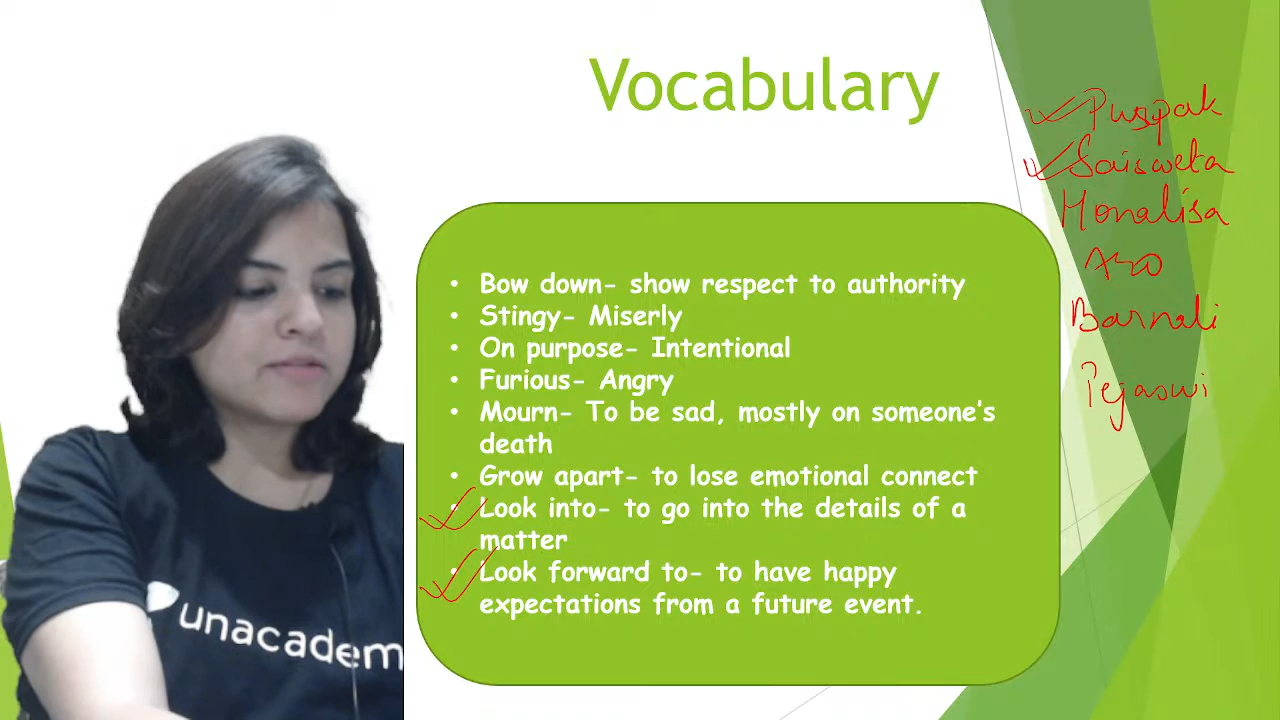 Vocabulary
• Bow down- show respect to authority
• Stingy- Miserly
• On purpose- Intentional
• Furious- Angry
• Mourn- To be sad, mostly on someone's
death
• Grow apart- to lose emotional connect
• Look into- to go into the details of a
matter
• Look forward to- to have happy
expectations from a future event.
Puspak
Saisweta
Monalisa
Barnali
Tejaswi
unacadem